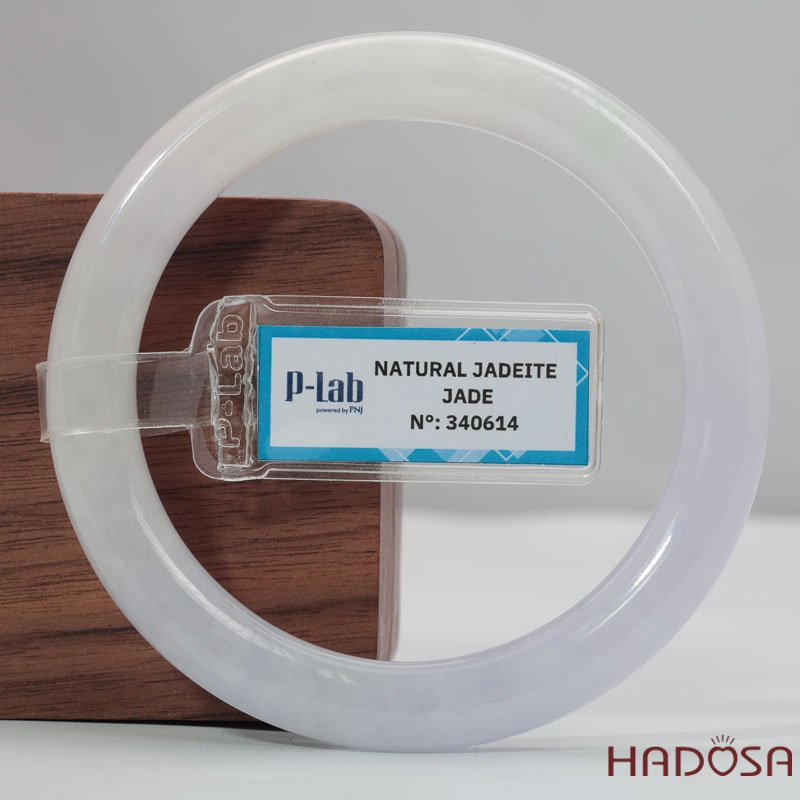 P-Lab
P-Lab
powered by PNJ
NATURAL JADEITE
JADE
Nº: 340614
HADOSA